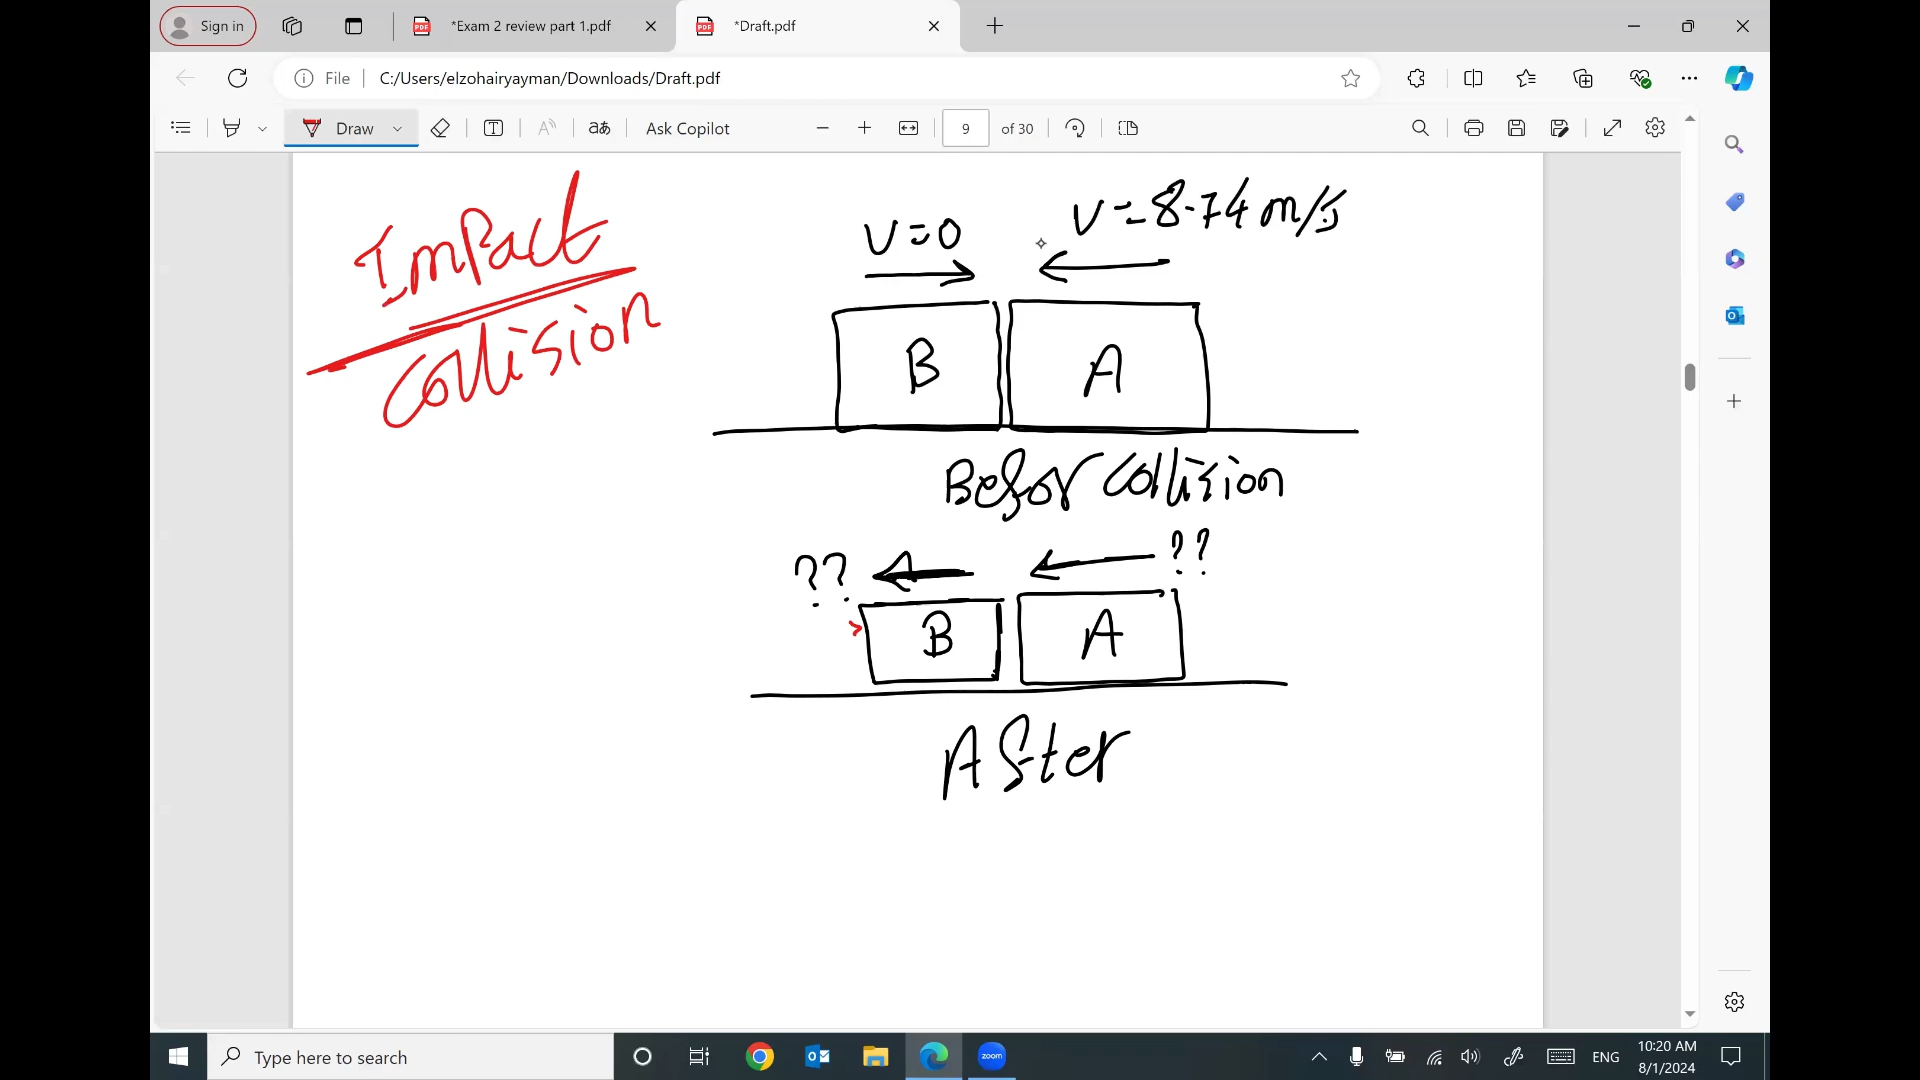 Sign in
*Exam 2 review part 1.pdf
*Draft.pdf
File
C:/Users/elzohairyayman/Downloads/Draft.pdf
Draw
Ask Copilot
9 of 30
Impact
Collision
V=0
V=8.74 m/s
B
A
Befor Collision
??
??
B
A
After
Type here to search
zoom
ENG
10:20 AM
8/1/2024